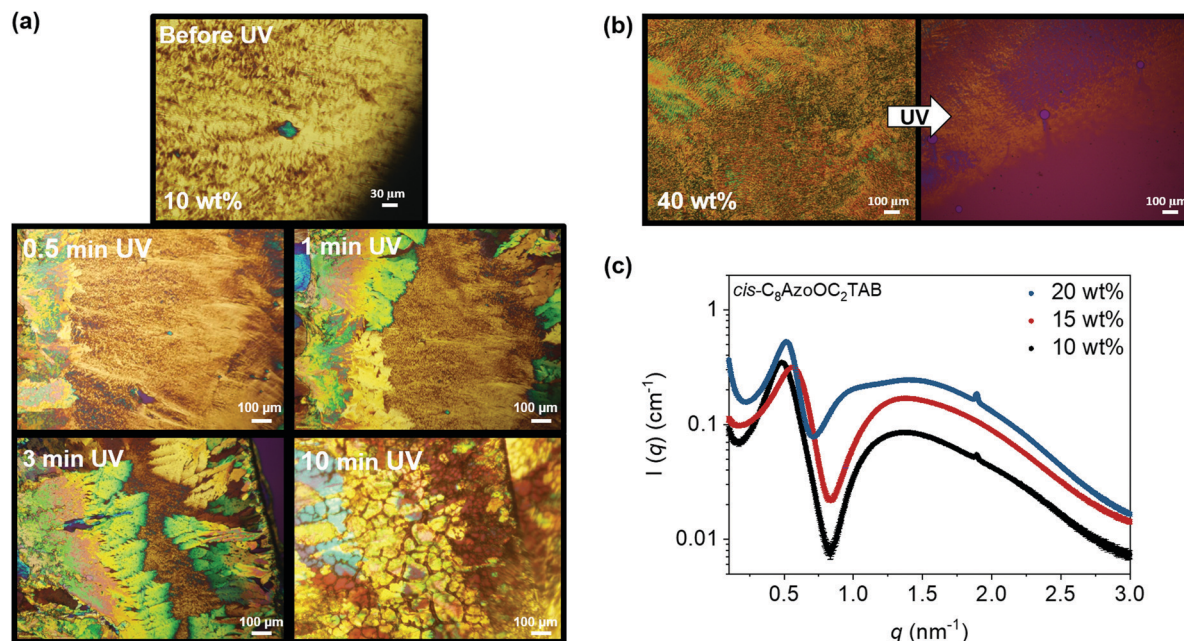 (a)
Before UV
10 wt%
30 µm
0.5 min UV
100 µm
1 min UV
100 µm
3 min UV
100 µm
10 min UV
100 µm
(b)
40 wt%
100 µm
UV
100 µm
(c)
cis-C₈AzoOC₂TAB
20 wt%
15 wt%
10 wt%
1
0.1
0.01
I (q) (cm⁻¹)
0.5 1.0 1.5 2.0 2.5 3.0
q (nm⁻¹)